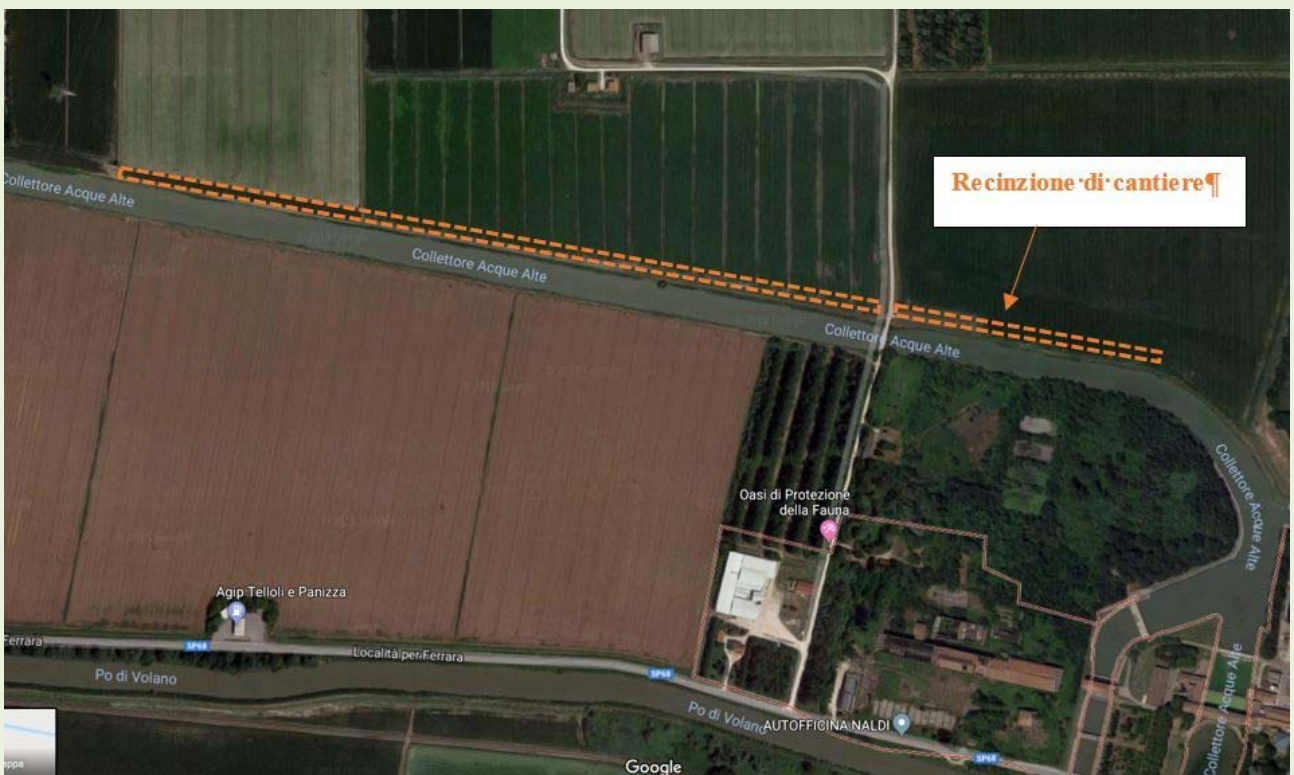 Recinzione·di·cantiere¶
Collettore Acque Alte
Collettore Acque Alte
Collettore Acque Alte
Collettore Acque Alte
Oasi di Protezione
della Fauna
Agip Telloli e Panizza
Ferrara
SP68
Località per Ferrara
SP68
Po di Volano
Po di Volano
AUTOFFICINA NALDI
SP68
Collettore Acque Alte
Google